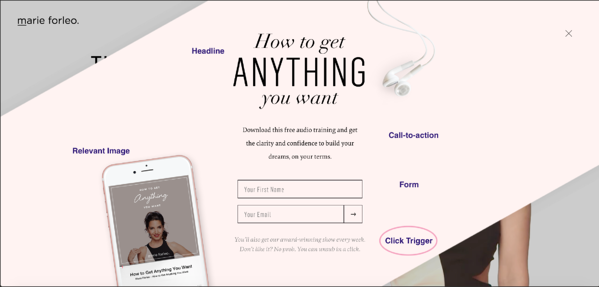 marie forleo.
Headline
How to get
ANYTHING
you want
Download this free audio training and get
the clarity and confidence to build your
dreams, on your terms.
Call-to-action
Relevant Image
Form
Your First Name
Your Email →
Click Trigger
You'll also get our award-winning show every week.
Don't like it? No prob. You can unsub in a click.
HOW TO GET
Anything
YOU WANT
How to Get Anything You Want